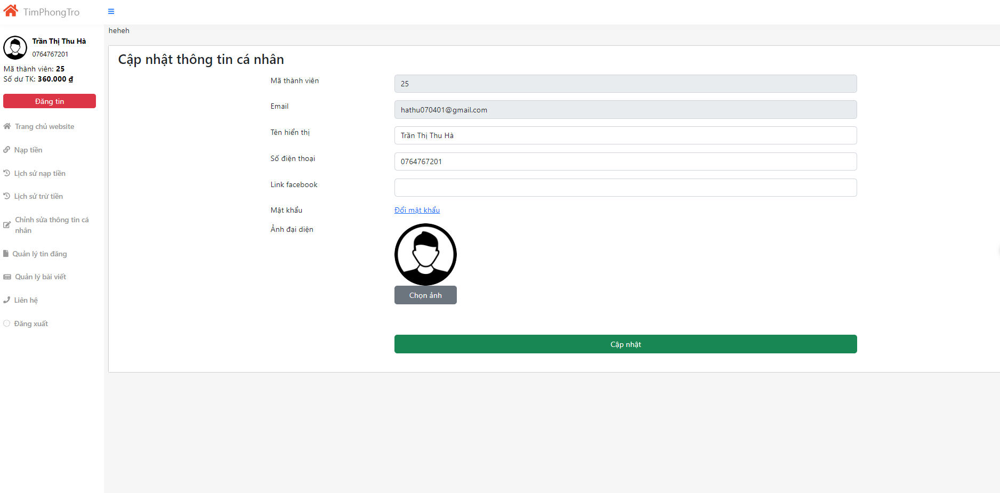 TimPhongTro
Trần Thị Thu Hà
0764767201
Mã thành viên: 25
Số dư TK: 360.000 ₫
Đăng tin
Trang chủ website
Nạp tiền
Lịch sử nạp tiền
Lịch sử trừ tiền
Chỉnh sửa thông tin cá
nhân
Quản lý tin đăng
Quản lý bài viết
Liên hệ
Đăng xuất
heheh
Cập nhật thông tin cá nhân
Mã thành viên 25
Email hathu070401@gmail.com
Tên hiển thị Trần Thị Thu Hà
Số điện thoại 0764767201
Link facebook
Mật khẩu Đổi mật khẩu
Ảnh đại diện
Chọn ảnh
Cập nhật